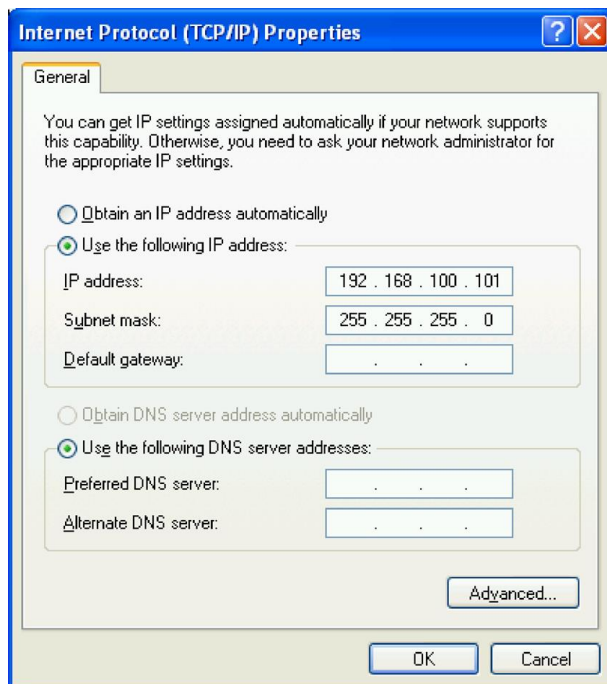 Internet Protocol (TCP/IP) Properties
General
You can get IP settings assigned automatically if your network supports
this capability. Otherwise, you need to ask your network administrator for
the appropriate IP settings.
Obtain an IP address automatically
Use the following IP address:
IP address: 192 . 168 . 100 . 101
Subnet mask: 255 . 255 . 255 . 0
Default gateway: . . .
Obtain DNS server address automatically
Use the following DNS server addresses:
Preferred DNS server: . . .
Alternate DNS server: . . .
Advanced...
OK Cancel